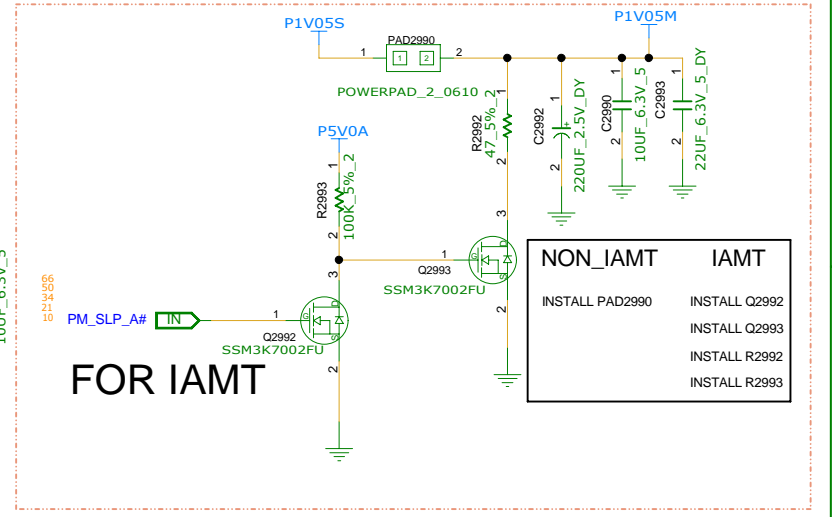 P1V05S
P1V05M
PAD2990
1
1 2
2
POWERPAD_2_0610
R2992
47_5%_2
1
2
C2992
220UF_2.5V_DY
1
+
2
C2990
10UF_6.3V_5
1
2
C2993
22UF_6.3V_5_DY
1
2
P5V0A
R2993
100K_5%_2
1
2
10UF_6.3V_5
66
50
34
21
10
PM_SLP_A#
IN
1
3
G
D
S
Q2992
SSM3K7002FU
2
1
3
G
D
S
Q2993
SSM3K7002FU
2
FOR IAMT
NON_IAMT IAMT
INSTALL PAD2990 INSTALL Q2992
INSTALL Q2993
INSTALL R2992
INSTALL R2993